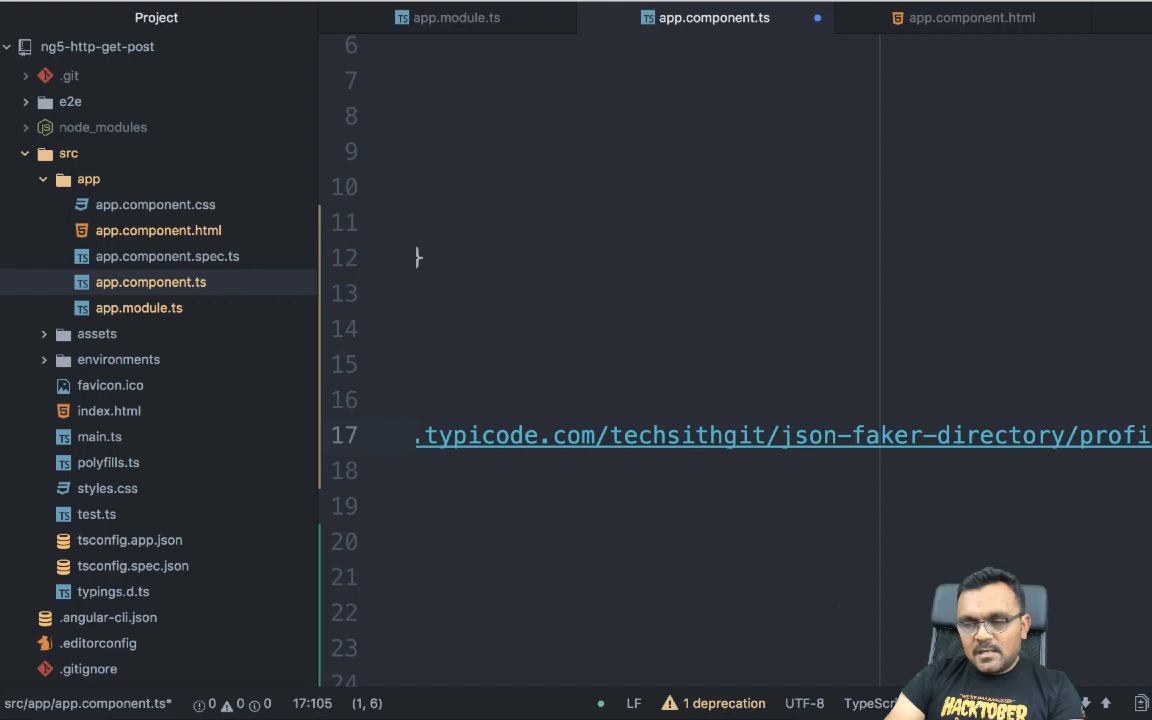 Project
app.module.ts
app.component.ts
app.component.html
ng5-http-get-post
.git
e2e
node_modules
src
app
app.component.css
app.component.html
app.component.spec.ts
app.component.ts
app.module.ts
assets
environments
favicon.ico
index.html
main.ts
polyfills.ts
styles.css
test.ts
tsconfig.app.json
tsconfig.spec.json
typings.d.ts
.angular-cli.json
.editorconfig
.gitignore
6
7
8
9
10
11
12 }
13
14
15
16
17 .typicode.com/techsithgit/json-faker-directory/profi
18
19
20
21
22
23
24
src/app/app.component.ts* 0 0 0 17:105 (1, 6) LF 1 deprecation UTF-8 TypeScri
HACKTOBER